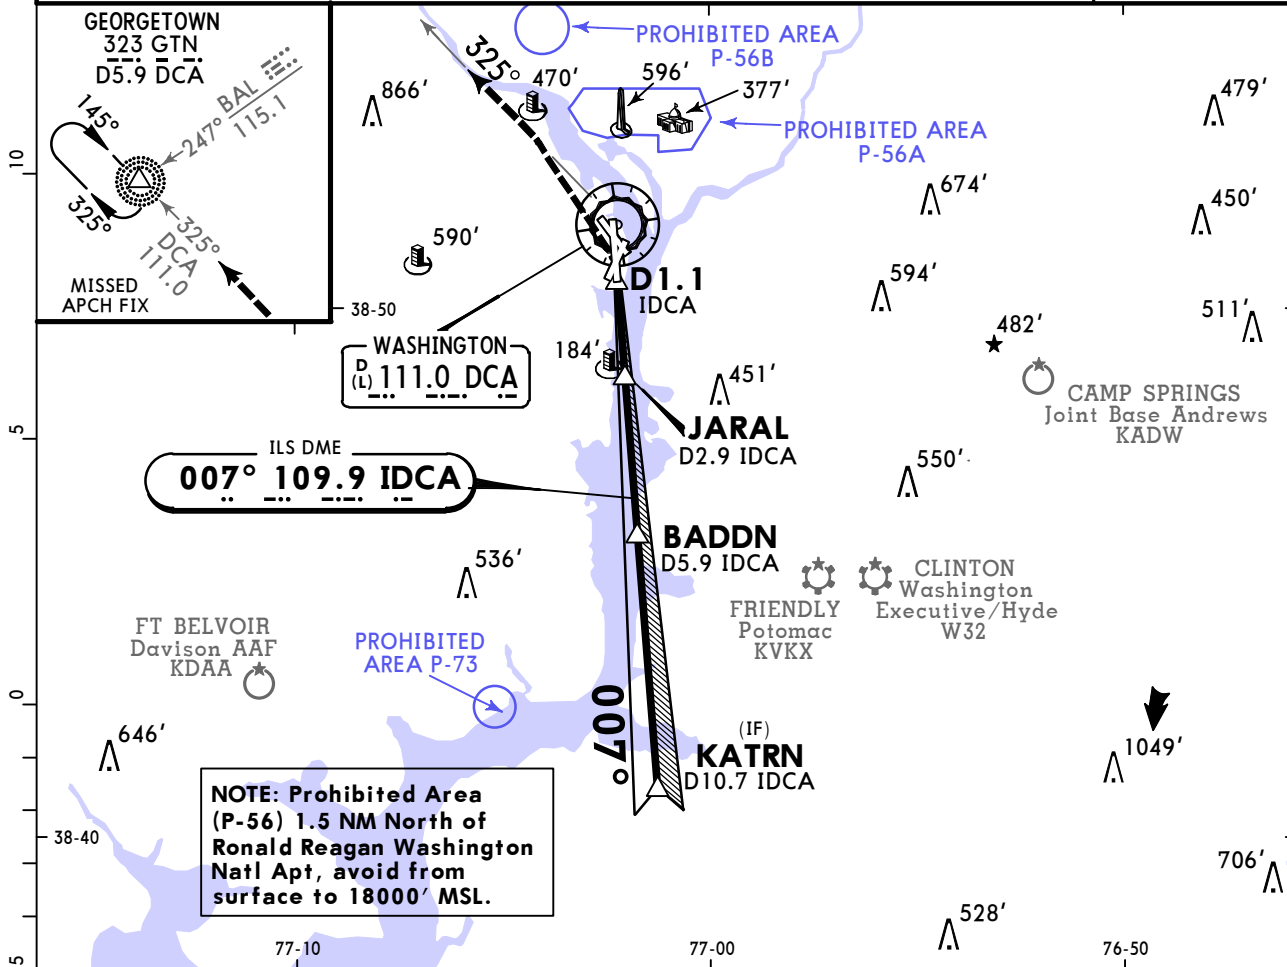 GEORGETOWN
323 GTN
D5.9 DCA
145°
247° BAL
115.1
325°
325°
DCA
111.0
MISSED
APCH FIX
PROHIBITED AREA
P-56B
325°
470'
596'
377'
866'
479'
PROHIBITED AREA
P-56A
10
674'
450'
590'
594'
D1.1
IDCA
38-50
511'
482'
WASHINGTON
D
(L) 111.0 DCA
184'
451'
CAMP SPRINGS
Joint Base Andrews
KADW
JARAL
D2.9 IDCA
5
ILS DME
007° 109.9 IDCA
550'
BADDN
D5.9 IDCA
536'
CLINTON
Washington
Executive/Hyde
W32
FRIENDLY
Potomac
KVKX
FT BELVOIR
Davison AAF
KDAA
PROHIBITED
AREA P-73
0
007°
(IF)
KATRN
D10.7 IDCA
646'
1049'
NOTE: Prohibited Area
(P-56) 1.5 NM North of
Ronald Reagan Washington
Natl Apt, avoid from
surface to 18000' MSL.
38-40
706'
528'
5
77-10
77-00
76-50